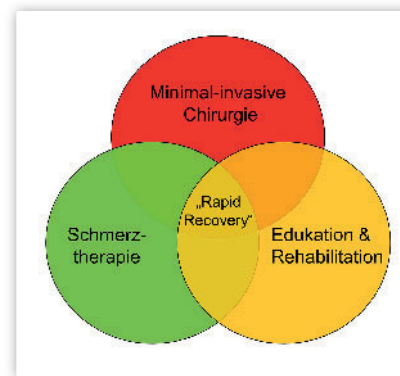 Minimal-invasive
Chirurgie
„Rapid
Recovery“
Schmerz-
therapie
Edukation &
Rehabilitation